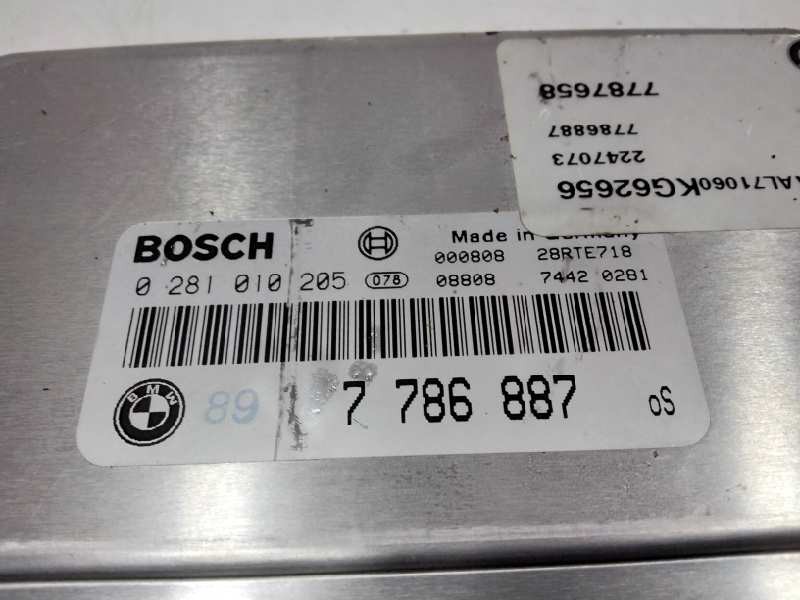 7787658
7786887
2247073
AL71060KG62656
BOSCH
Made in Germany
000808 28RTE718
0 281 010 205 078 08808 7442 0281
BMW
89 7 786 887 oS